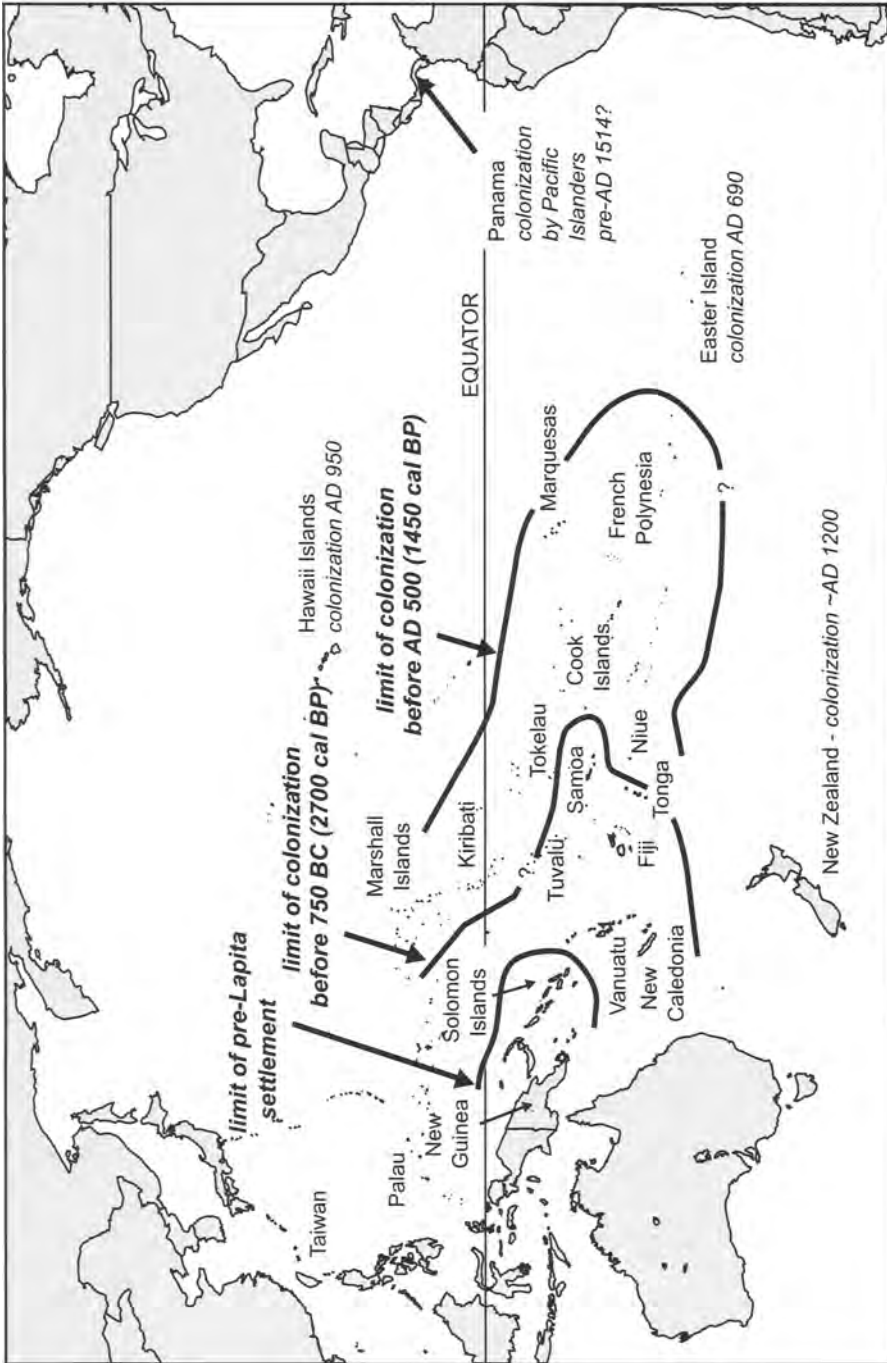 limit of pre-Lapita
settlement
limit of colonization
before 750 BC (2700 cal BP)
Hawaii Islands
colonization AD 950
limit of colonization
before AD 500 (1450 cal BP)
EQUATOR
Panama
colonization
by Pacific
Islanders
pre-AD 1514?
Taiwan
Palau
New
Guinea
Solomon
Islands
Marshall
Islands
Kiribati
?
Tuvalu
Tokelau
Samoa
Cook
Islands
Marquesas
French
Polynesia
?
Easter Island
colonization AD 690
Vanuatu
New
Caledonia
Fiji
Tonga
Niue
New Zealand - colonization ~AD 1200